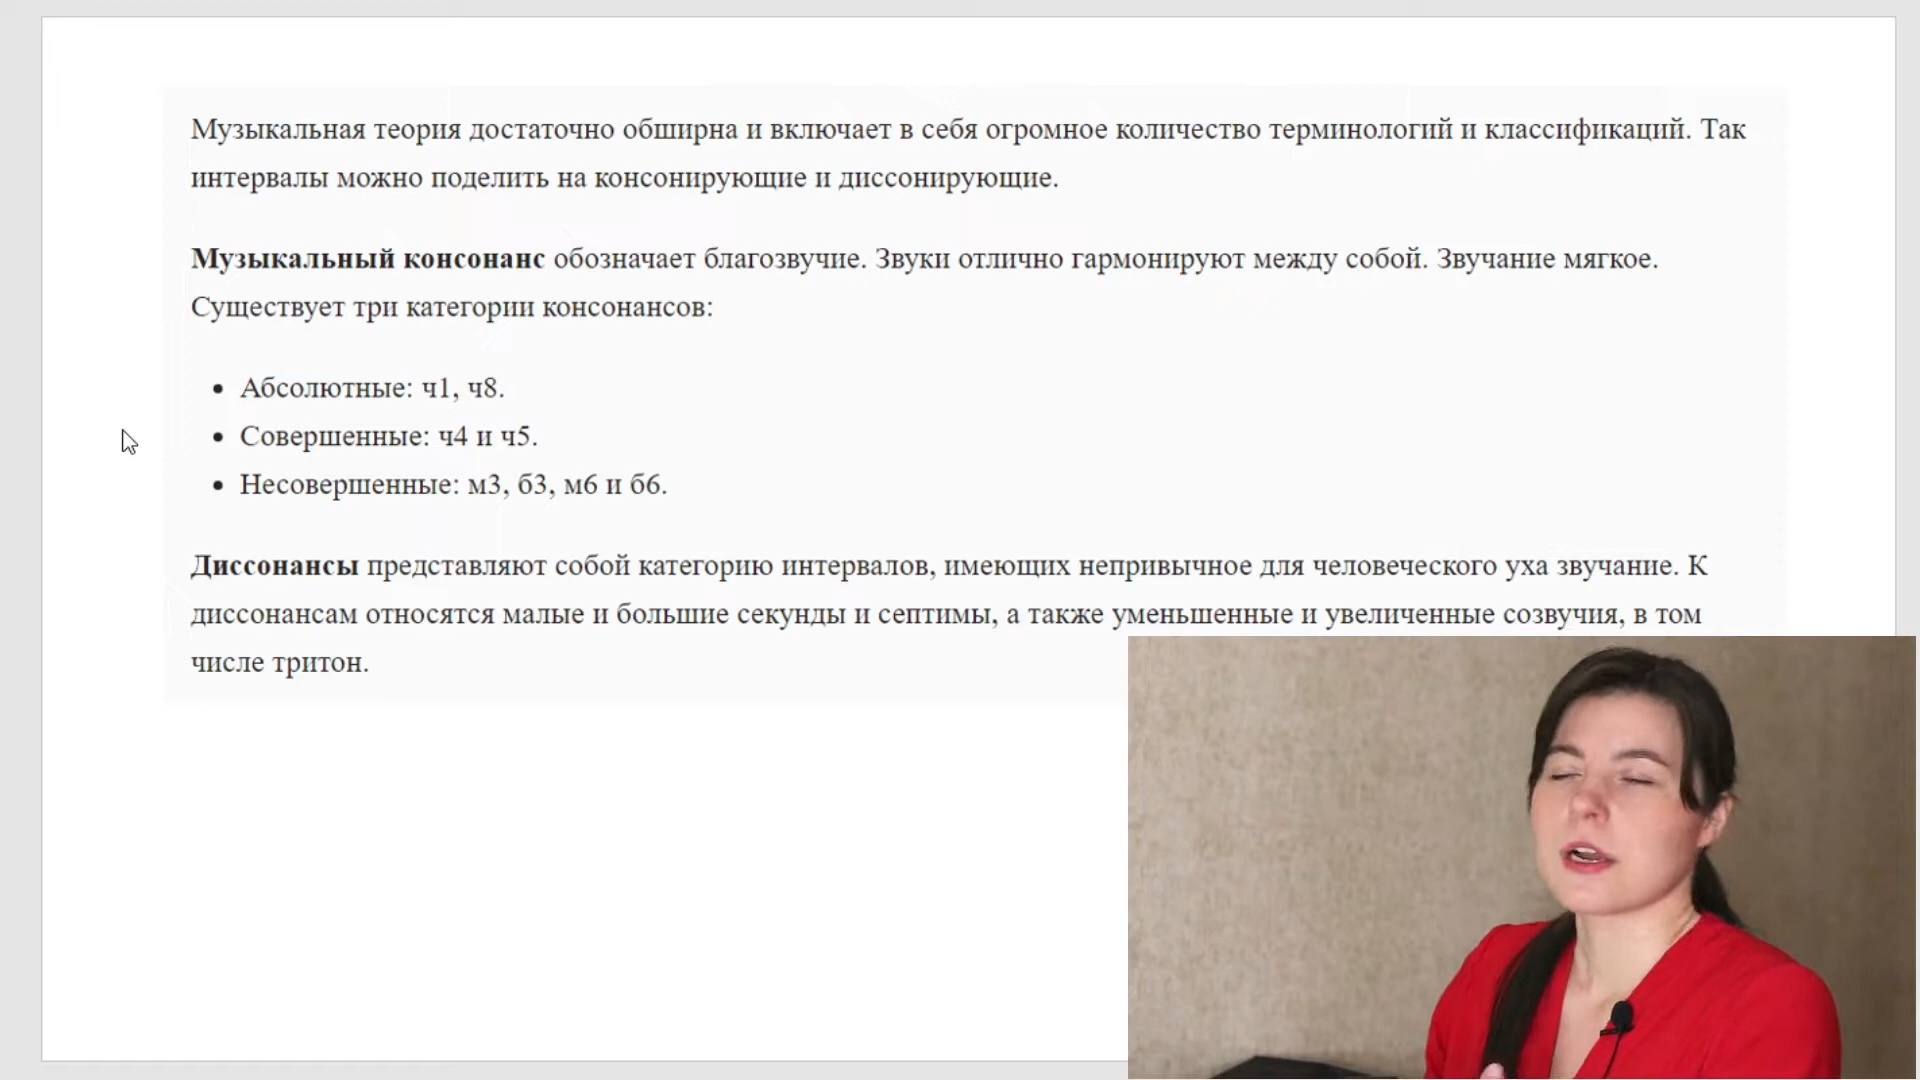 Музыкальная теория достаточно обширна и включает в себя огромное количество терминологий и классификаций. Так
интервалы можно поделить на консонирующие и диссонирующие.
Музыкальный консонанс обозначает благозвучие. Звуки отлично гармонируют между собой. Звучание мягкое.
Существует три категории консонансов:
• Абсолютные: ч1, ч8.
• Совершенные: ч4 и ч5.
• Несовершенные: м3, б3, м6 и б6.
Диссонансы представляют собой категорию интервалов, имеющих непривычное для человеческого уха звучание. К
диссонансам относятся малые и большие секунды и септимы, а также уменьшенные и увеличенные созвучия, в том
числе тритон.